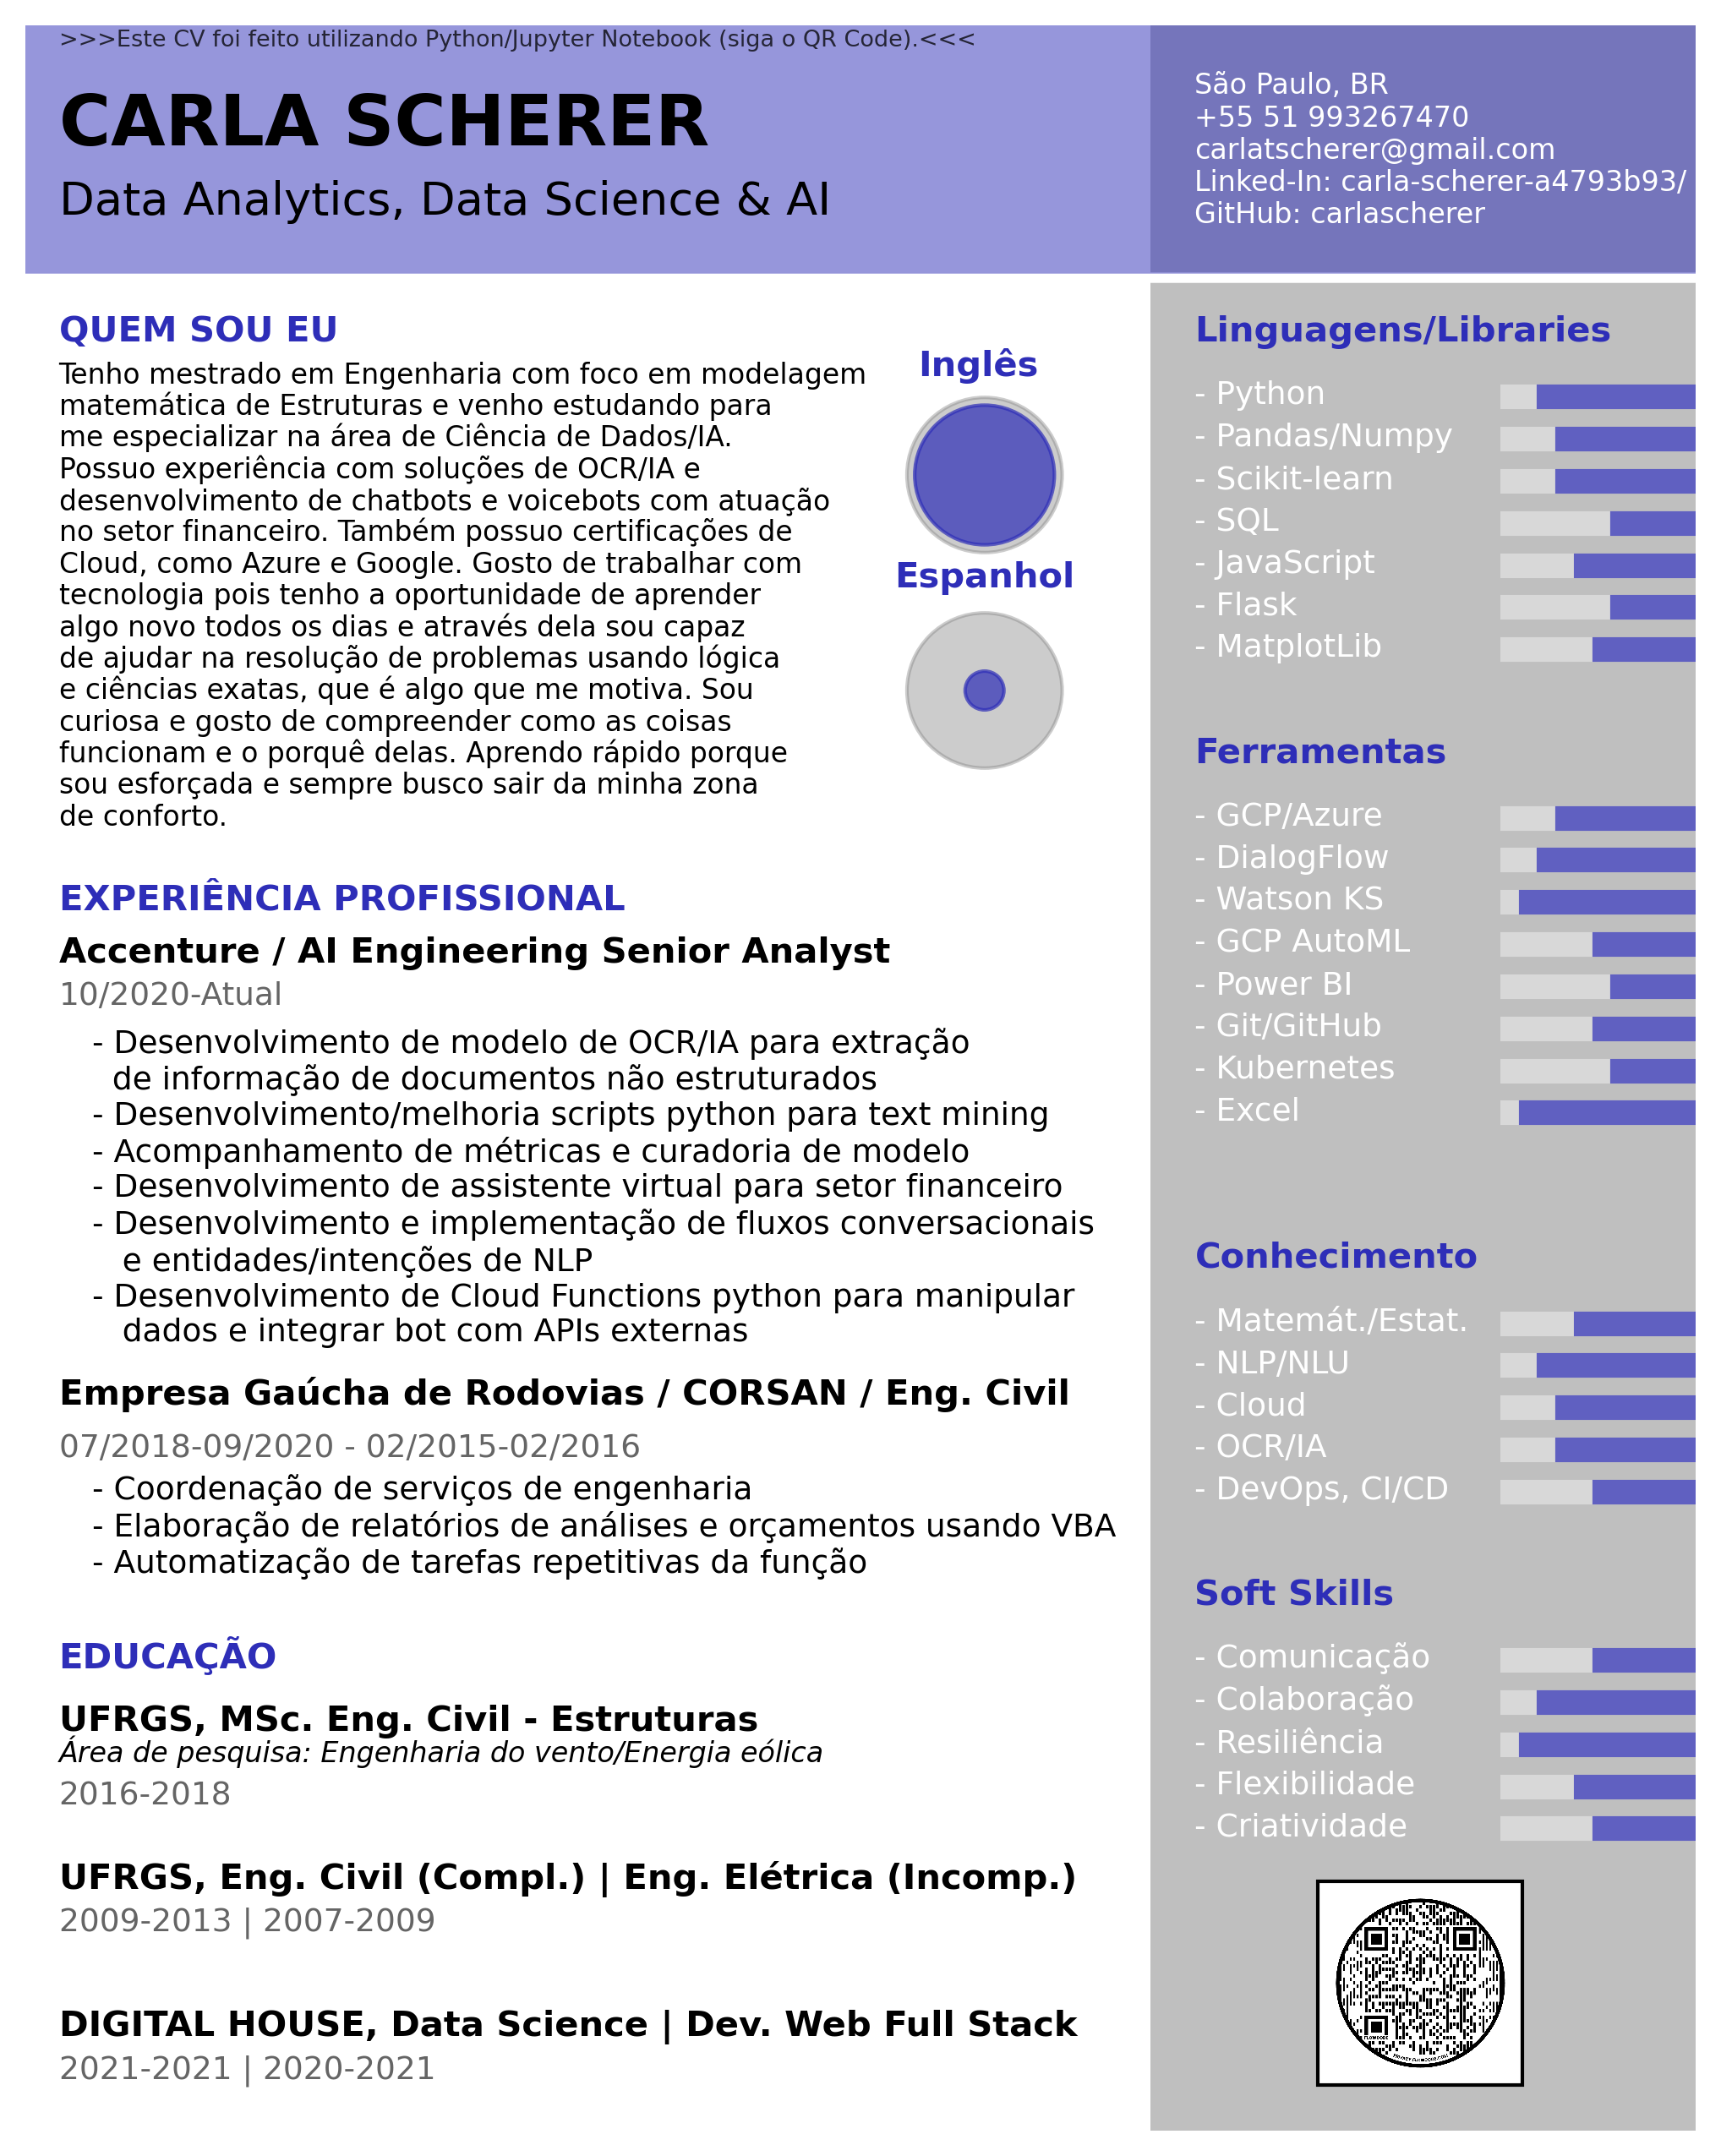 >>>Este CV foi feito utilizando Python/Jupyter Notebook (siga o QR Code).<<<
CARLA SCHERER
Data Analytics, Data Science & AI
São Paulo, BR
+55 51 993267470
carlatscherer@gmail.com
Linked-In: carla-scherer-a4793b93/
GitHub: carlascherer
QUEM SOU EU
Tenho mestrado em Engenharia com foco em modelagem
matemática de Estruturas e venho estudando para
me especializar na área de Ciência de Dados/IA.
Possuo experiência com soluções de OCR/IA e
desenvolvimento de chatbots e voicebots com atuação
no setor financeiro. Também possuo certificações de
Cloud, como Azure e Google. Gosto de trabalhar com
tecnologia pois tenho a oportunidade de aprender
algo novo todos os dias e através dela sou capaz
de ajudar na resolução de problemas usando lógica
e ciências exatas, que é algo que me motiva. Sou
curiosa e gosto de compreender como as coisas
funcionam e o porquê delas. Aprendo rápido porque
sou esforçada e sempre busco sair da minha zona
de conforto.
Inglês
Espanhol
EXPERIÊNCIA PROFISSIONAL
Accenture / AI Engineering Senior Analyst
10/2020-Atual
- Desenvolvimento de modelo de OCR/IA para extração
de informação de documentos não estruturados
- Desenvolvimento/melhoria scripts python para text mining
- Acompanhamento de métricas e curadoria de modelo
- Desenvolvimento de assistente virtual para setor financeiro
- Desenvolvimento e implementação de fluxos conversacionais
e entidades/intenções de NLP
- Desenvolvimento de Cloud Functions python para manipular
dados e integrar bot com APIs externas
Empresa Gaúcha de Rodovias / CORSAN / Eng. Civil
07/2018-09/2020 - 02/2015-02/2016
- Coordenação de serviços de engenharia
- Elaboração de relatórios de análises e orçamentos usando VBA
- Automatização de tarefas repetitivas da função
EDUCAÇÃO
UFRGS, MSc. Eng. Civil - Estruturas
Área de pesquisa: Engenharia do vento/Energia eólica
2016-2018
UFRGS, Eng. Civil (Compl.) | Eng. Elétrica (Incomp.)
2009-2013 | 2007-2009
DIGITAL HOUSE, Data Science | Dev. Web Full Stack
2021-2021 | 2020-2021
Linguagens/Libraries
- Python
- Pandas/Numpy
- Scikit-learn
- SQL
- JavaScript
- Flask
- MatplotLib
Ferramentas
- GCP/Azure
- DialogFlow
- Watson KS
- GCP AutoML
- Power BI
- Git/GitHub
- Kubernetes
- Excel
Conhecimento
- Matemát./Estat.
- NLP/NLU
- Cloud
- OCR/IA
- DevOps, CI/CD
Soft Skills
- Comunicação
- Colaboração
- Resiliência
- Flexibilidade
- Criatividade